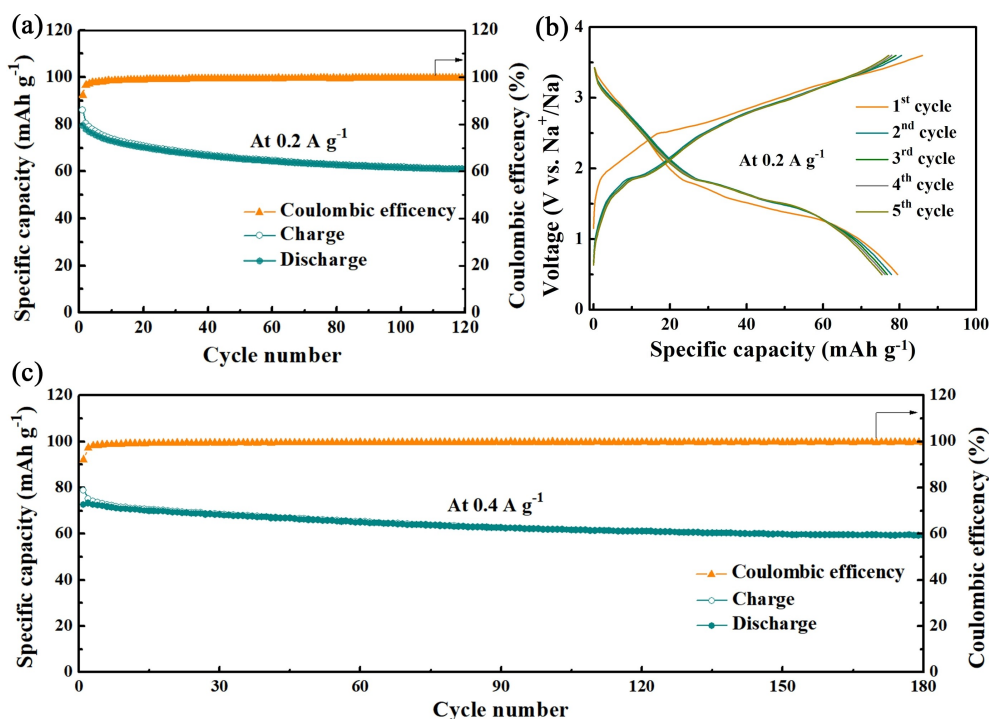 (a)
120
100
80
60
40
20
0
0
20
40
60
80
100
120
Specific capacity (mAh g-1)
Cycle number
120
100
80
60
40
20
0
Coulombic efficency (%)
At 0.2 A g-1
Coulombic efficency
Charge
Discharge
(b)
4
3
2
1
0
0
20
40
60
80
100
Voltage (V vs. Na+/Na)
Specific capacity (mAh g-1)
At 0.2 A g-1
1st cycle
2nd cycle
3rd cycle
4th cycle
5th cycle
(c)
120
100
80
60
40
20
0
0
30
60
90
120
150
180
Specific capacity (mAh g-1)
Cycle number
120
100
80
60
40
20
0
Coulombic efficency (%)
At 0.4 A g-1
Coulombic efficency
Charge
Discharge